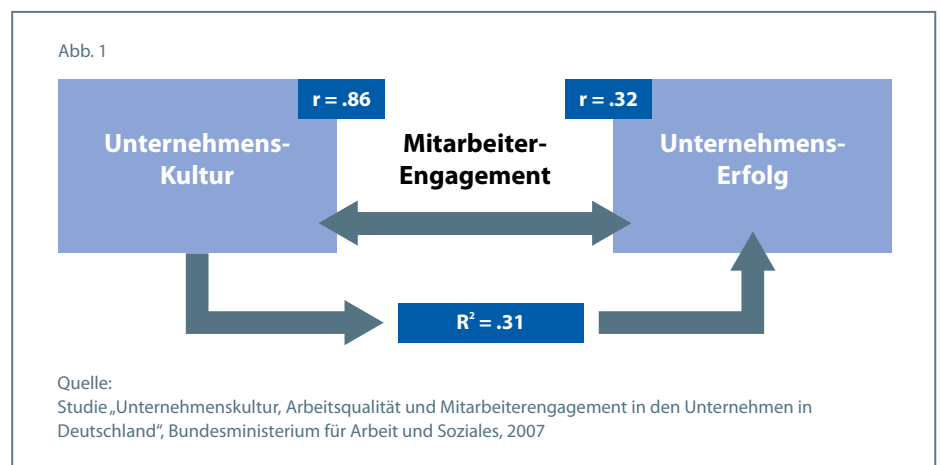 Abb. 1
r = .86
r = .32
Unternehmens-
Kultur
Mitarbeiter-
Engagement
Unternehmens-
Erfolg
R² = .31
Quelle:
Studie „Unternehmenskultur, Arbeitsqualität und Mitarbeiterengagement in den Unternehmen in
Deutschland“, Bundesministerium für Arbeit und Soziales, 2007